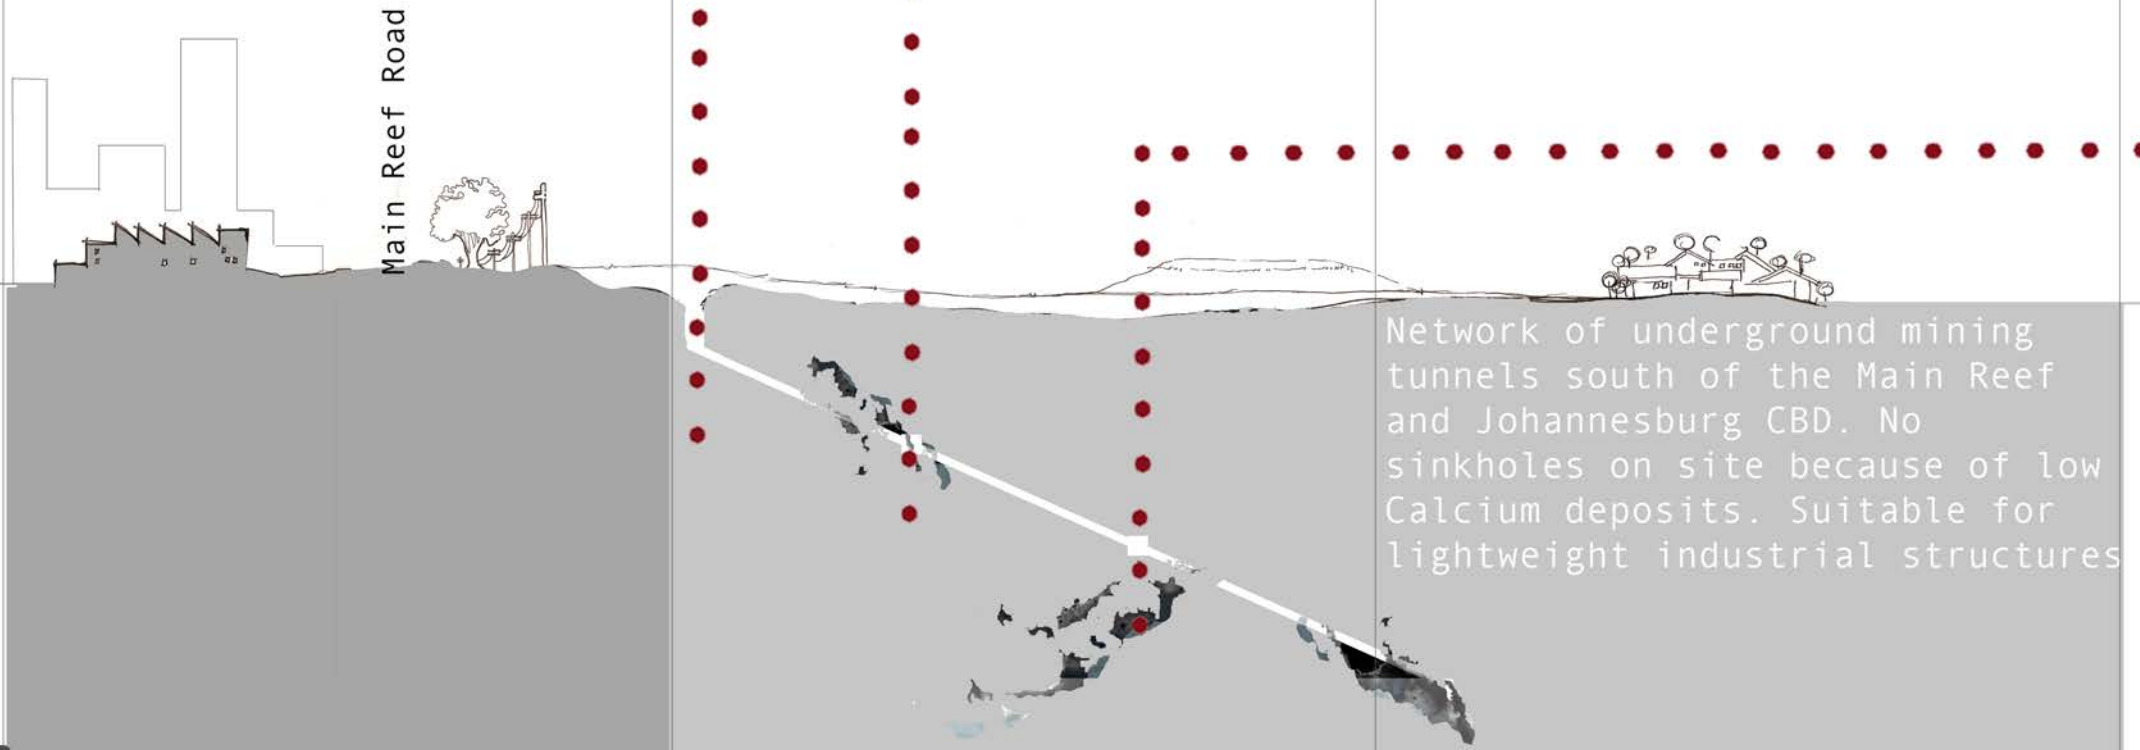 Main Reef Road
Network of underground mining
tunnels south of the Main Reef
and Johannesburg CBD. No
sinkholes on site because of low
Calcium deposits. Suitable for
lightweight industrial structures